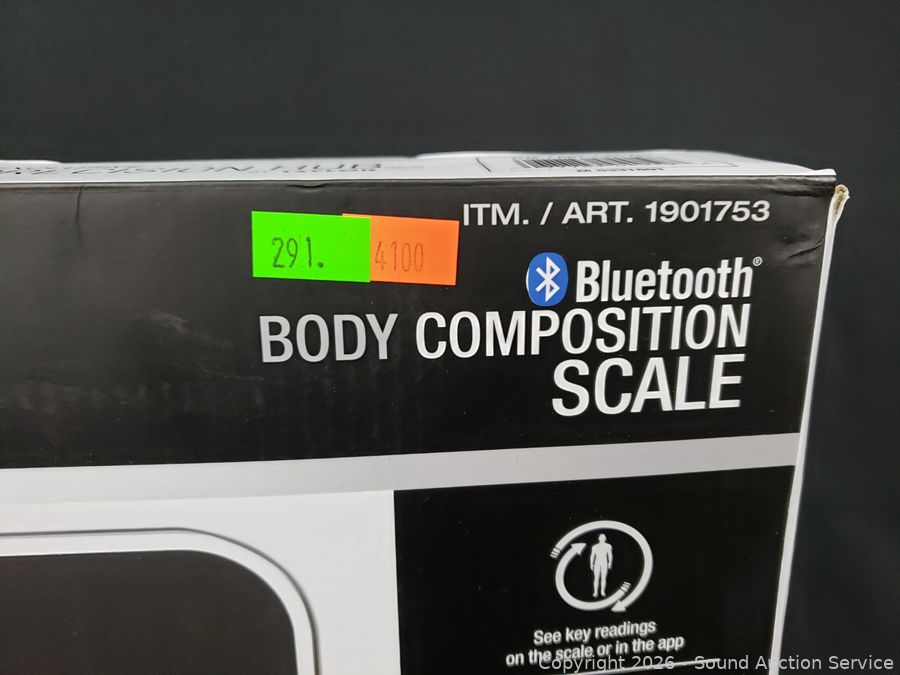 ITM. / ART. 1901753
291.
4100
Bluetooth®
BODY COMPOSITION
SCALE
See key readings
on the scale or in the app
Copyright 2026 - Sound Auction Service